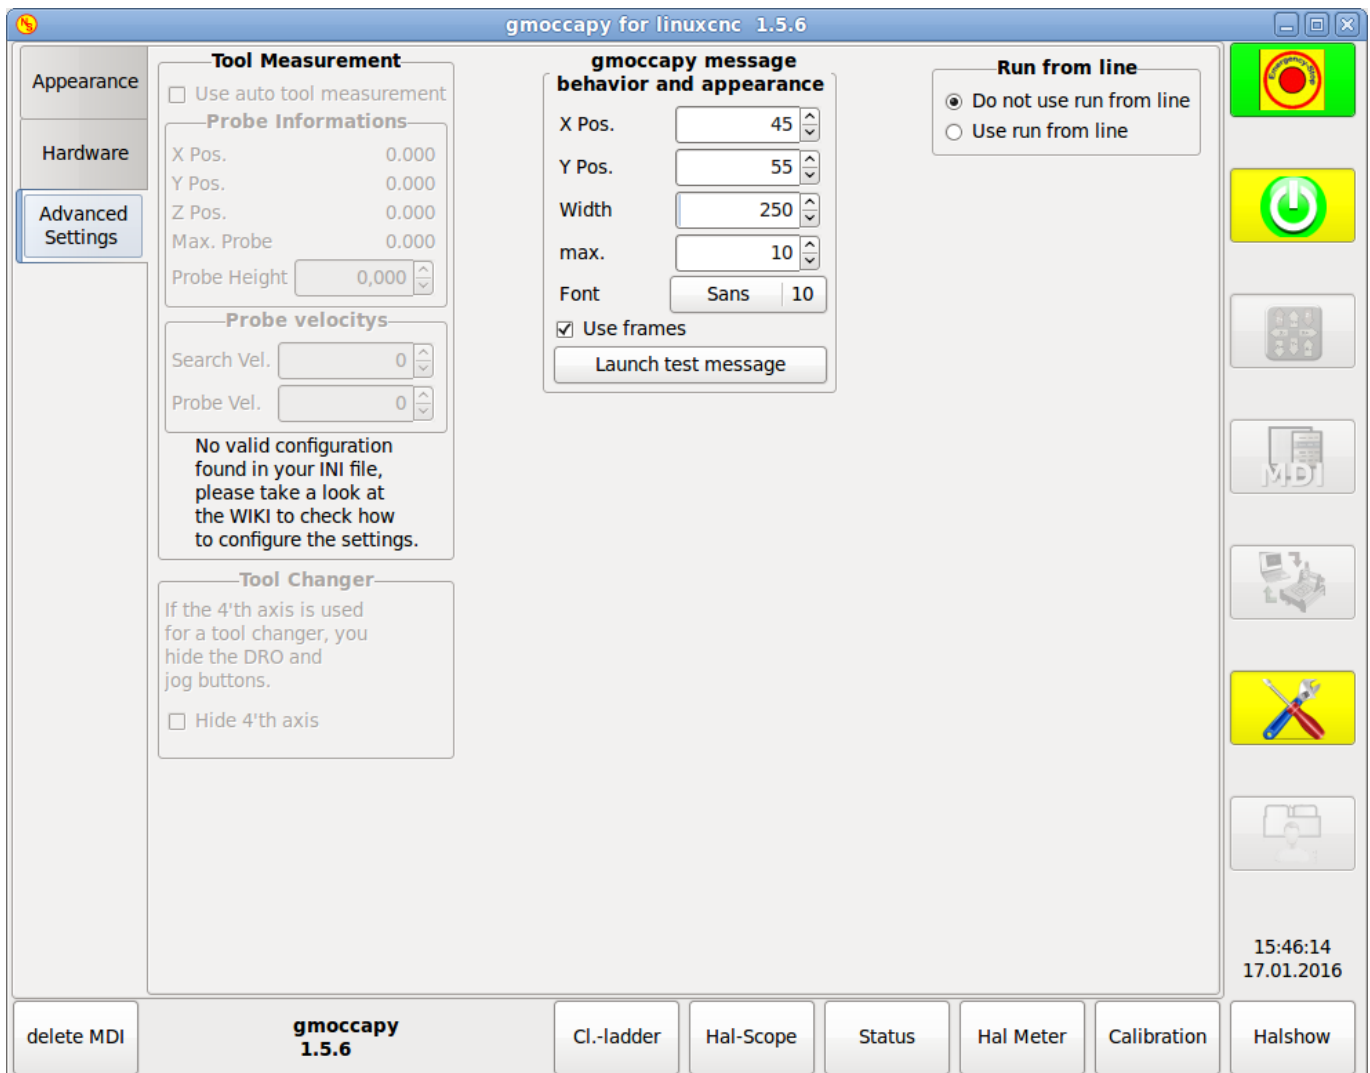 gmoccapy for linuxcnc 1.5.6
Appearance
Hardware
Advanced
Settings
Tool Measurement
Use auto tool measurement
Probe Informations
X Pos. 0.000
Y Pos. 0.000
Z Pos. 0.000
Max. Probe 0.000
Probe Height 0,000
Probe velocitys
Search Vel. 0
Probe Vel. 0
No valid configuration
found in your INI file,
please take a look at
the WIKI to check how
to configure the settings.
Tool Changer
If the 4'th axis is used
for a tool changer, you
hide the DRO and
jog buttons.
Hide 4'th axis
gmoccapy message
behavior and appearance
X Pos. 45
Y Pos. 55
Width 250
max. 10
Font Sans 10
Use frames
Launch test message
Run from line
Do not use run from line
Use run from line
Emergency-Stop
MDI
15:46:14
17.01.2016
delete MDI
gmoccapy
1.5.6
Cl.-ladder
Hal-Scope
Status
Hal Meter
Calibration
Halshow